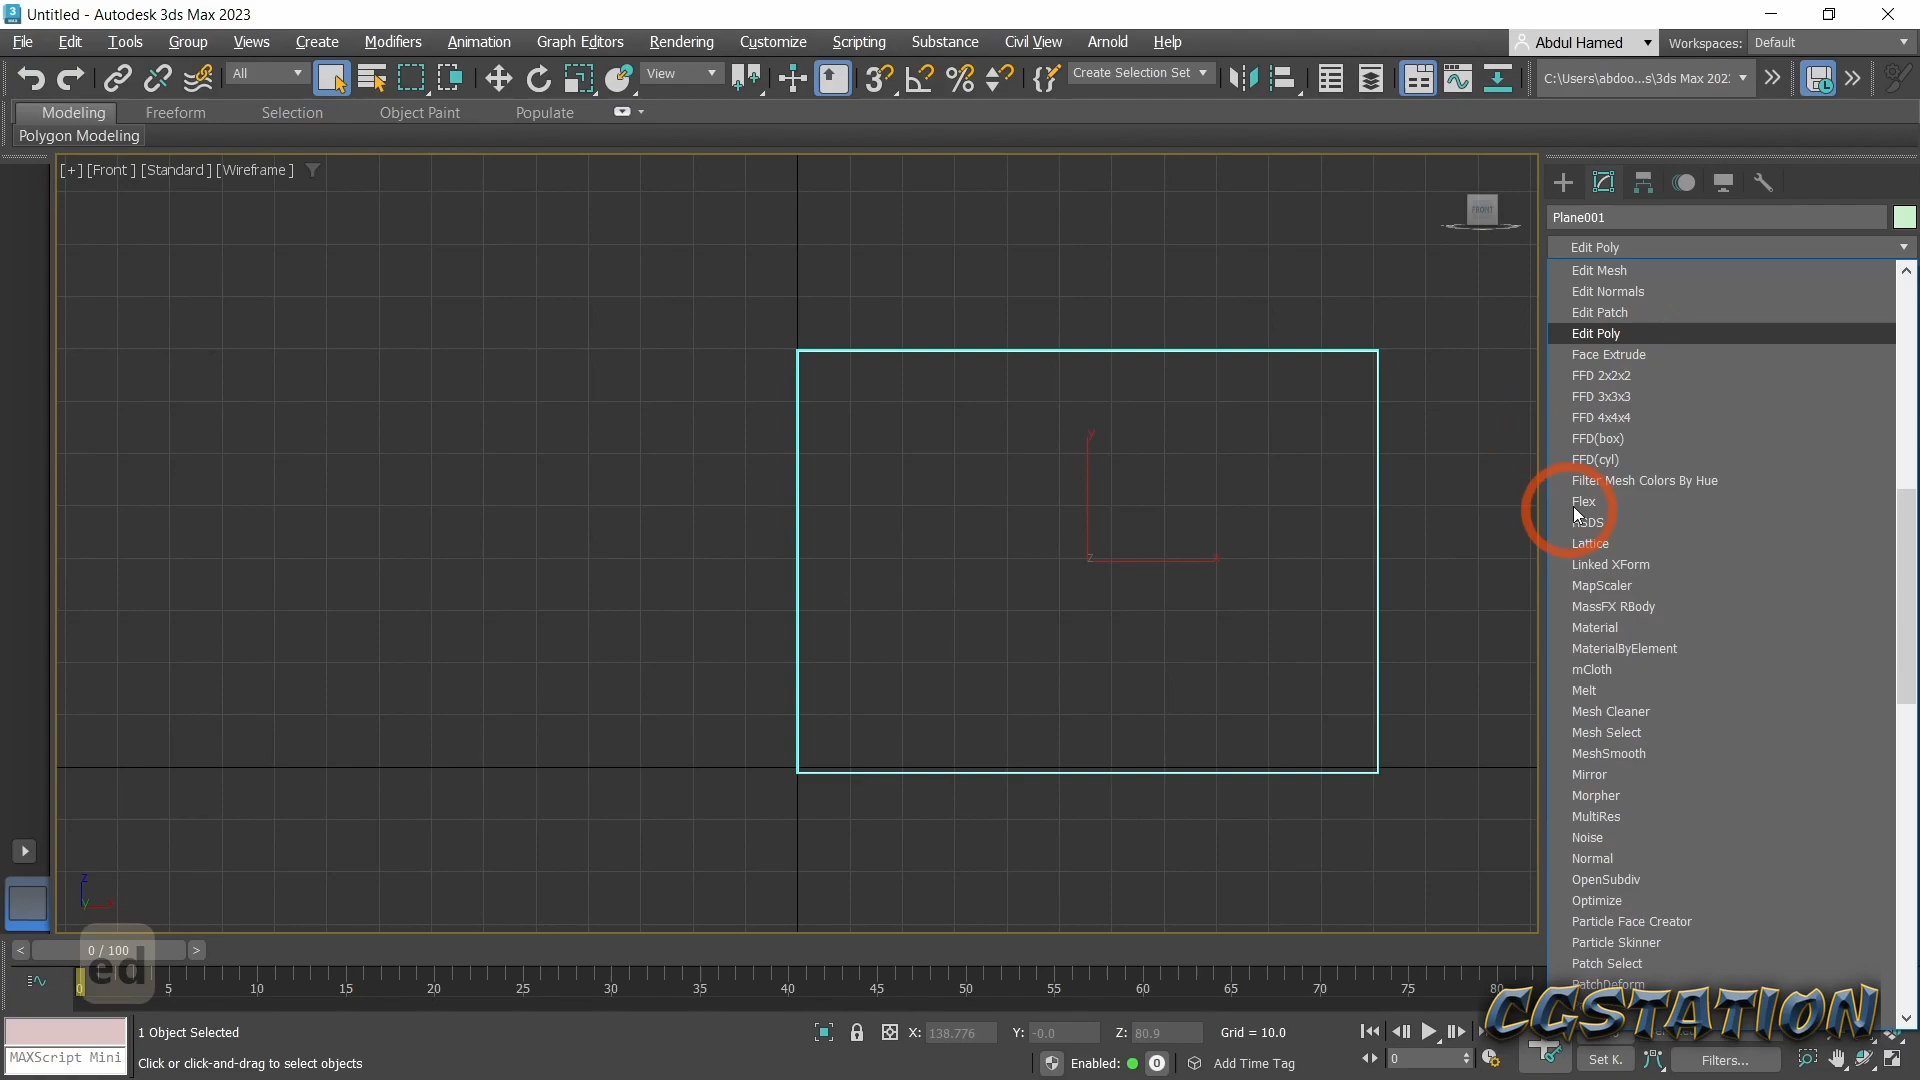 Untitled - Autodesk 3ds Max 2023
File Edit Tools Group Views Create Modifiers Animation Graph Editors Rendering Customize Scripting Substance Civil View Arnold Help
Abdul Hamed
Workspaces: Default
All
View
Create Selection Set
C:\Users\abdoo...s\3ds Max 202:
Modeling Freeform Selection Object Paint Populate
Polygon Modeling
[+] [Front ] [Standard ] [Wireframe ]
FRONT
y
z
x
z
y
Plane001
Edit Poly
Edit Mesh
Edit Normals
Edit Patch
Edit Poly
Face Extrude
FFD 2x2x2
FFD 3x3x3
FFD 4x4x4
FFD(box)
FFD(cyl)
Filter Mesh Colors By Hue
Flex
HSDS
Lattice
Linked XForm
MapScaler
MassFX RBody
Material
MaterialByElement
mCloth
Melt
Mesh Cleaner
Mesh Select
MeshSmooth
Mirror
Morpher
MultiRes
Noise
Normal
OpenSubdiv
Optimize
Particle Face Creator
Particle Skinner
Patch Select
PatchDeform
CGSTATION
< 0 / 100 >
ed
0 5 10 15 20 25 30 35 40 45 50 55 60 65 70 75 80
1 Object Selected
X: 138.776 Y: -0.0 Z: 80.9 Grid = 10.0
MAXScript Mini
Click or click-and-drag to select objects
Enabled: 0
Add Time Tag
0
Set K.
Filters...